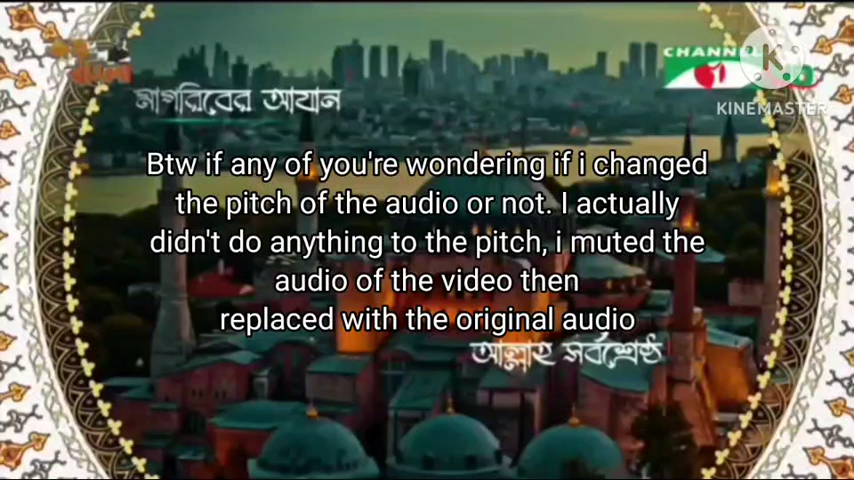 CHANNEL
KINEMASTER
মাগরিবের আযান
Btw if any of you're wondering if i changed
the pitch of the audio or not. I actually
didn't do anything to the pitch, i muted the
audio of the video then
replaced with the original audio
আল্লাহ সর্বশ্রেষ্ঠ